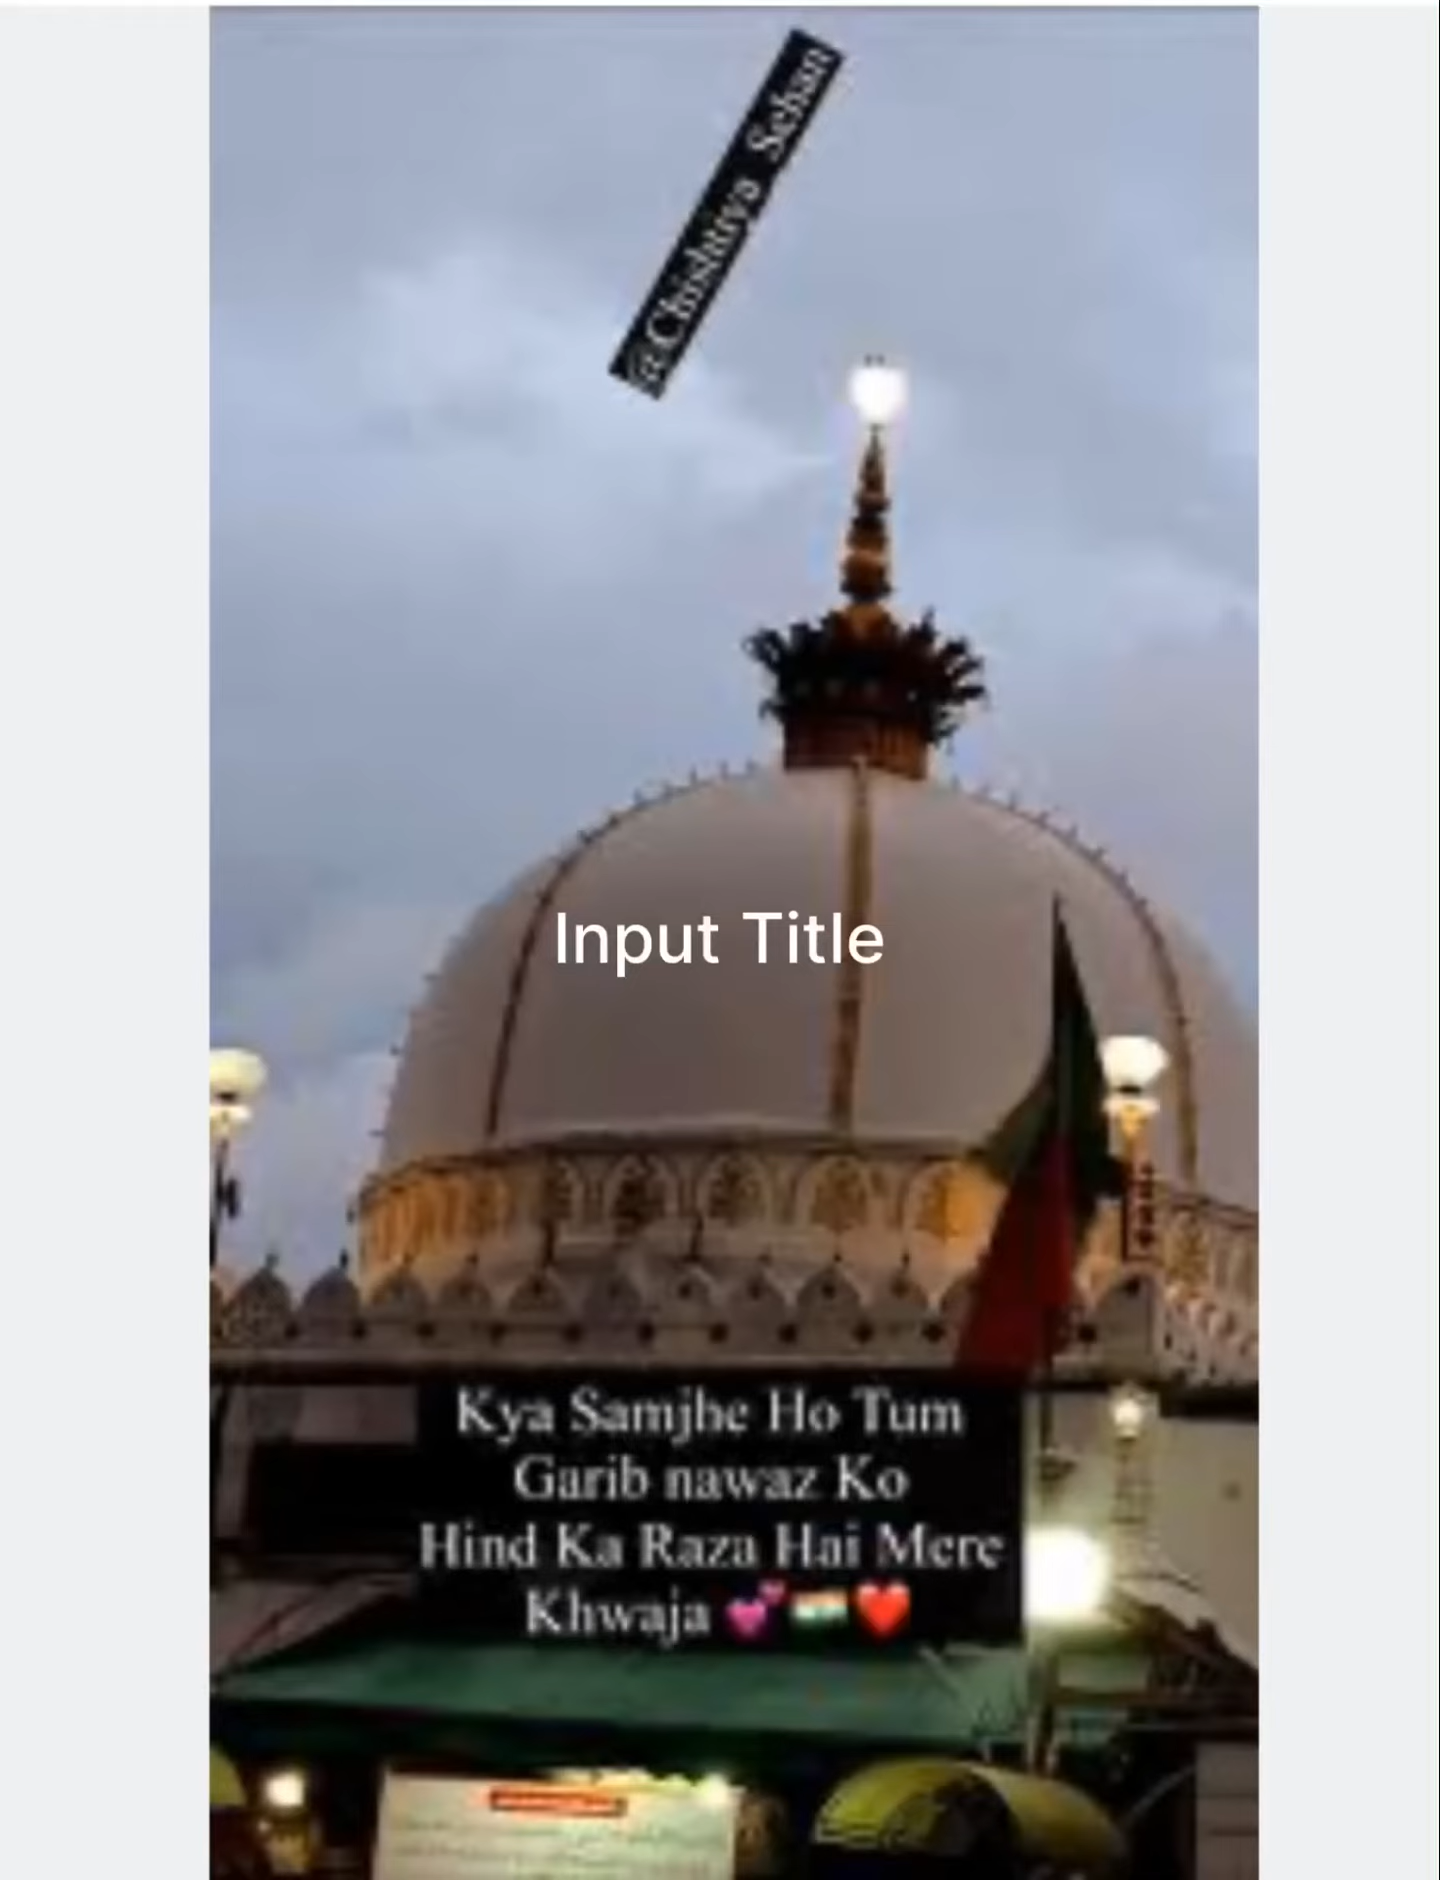 @Chishtiya Sehan
Input Title
Kya Samjhe Ho Tum
Garib nawaz Ko
Hind Ka Raza Hai Mere
Khwaja 💕🇮🇳❤️